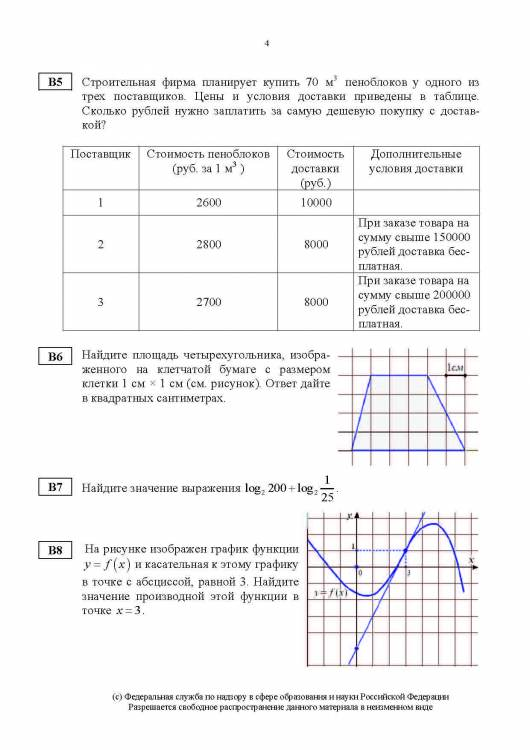 4
B5 Строительная фирма планирует купить 70 м³ пеноблоков у одного из
трех поставщиков. Цены и условия доставки приведены в таблице.
Сколько рублей нужно заплатить за самую дешевую покупку с достав-
кой?
Поставщик Стоимость пеноблоков (руб. за 1 м³ ) Стоимость доставки (руб.) Дополнительные условия доставки
1 2600 10000
2 2800 8000 При заказе товара на сумму свыше 150000 рублей доставка бес-платная.
3 2700 8000 При заказе товара на сумму свыше 200000 рублей доставка бес-платная.
B6 Найдите площадь четырехугольника, изобра-
женного на клетчатой бумаге с размером
клетки 1 см × 1 см (см. рисунок). Ответ дайте
в квадратных сантиметрах.
1см
B7 Найдите значение выражения log₂ 200 + log₂ 1/25.
B8 На рисунке изображен график функции
y = f(x) и касательная к этому графику
в точке с абсциссой, равной 3. Найдите
значение производной этой функции в
точке x = 3.
y
1
x
0
3
y = f(x)
(с) Федеральная служба по надзору в сфере образования и науки Российской Федерации
Разрешается свободное распространение данного материала в неизменном виде